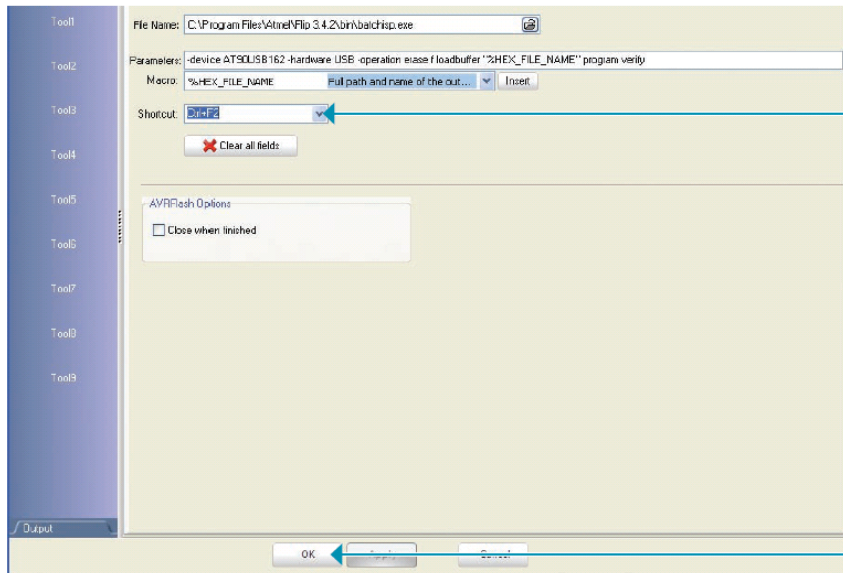 Tool1
Tool2
Tool3
Tool4
Tool5
Tool6
Tool7
Tool8
Tool9
Output
File Name: C:\Program Files\Atmel\Flip 3.4.2\bin\batchisp.exe
Parameters: -device AT90USB162 -hardware USB -operation erase f loadbuffer "%HEX_FILE_NAME" program verify
Macro: %HEX_FILE_NAME Full path and name of the out... Insert
Shortcut: Ctrl+F2
Clear all fields
AVRFlash Options
Close when finished
OK Apply Cancel